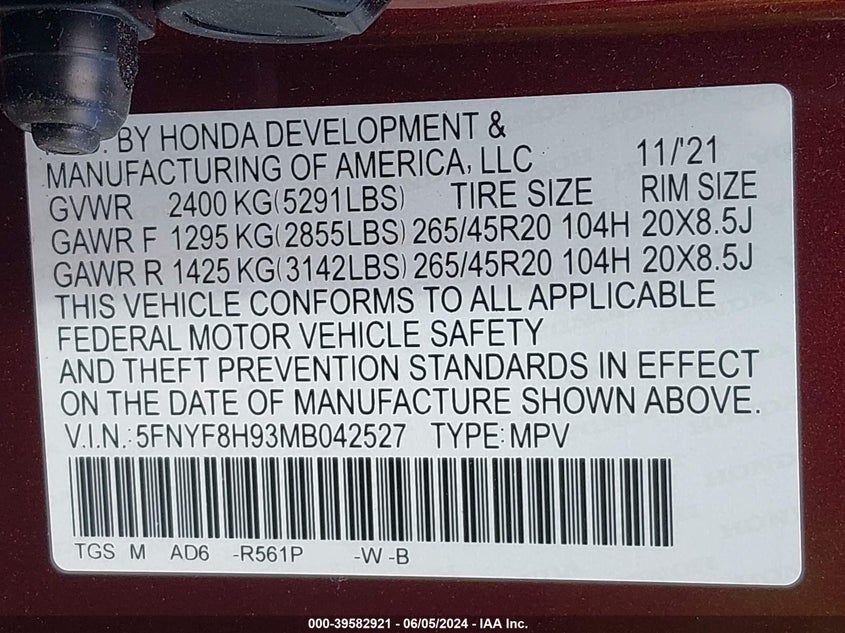 BY HONDA DEVELOPMENT &
MANUFACTURING OF AMERICA, LLC 11/'21
GVWR 2400 KG(5291LBS) TIRE SIZE RIM SIZE
GAWR F 1295 KG(2855LBS) 265/45R20 104H 20X8.5J
GAWR R 1425 KG(3142LBS) 265/45R20 104H 20X8.5J
THIS VEHICLE CONFORMS TO ALL APPLICABLE
FEDERAL MOTOR VEHICLE SAFETY
AND THEFT PREVENTION STANDARDS IN EFFECT
ON THE DATE OF MANUFACTURE SHOWN ABOVE.
V.I.N.:5FNYF8H93MB042527 TYPE:MPV
TGS M AD6 -R561P -W -B
000-39582921 - 06/05/2024 - IAA Inc.